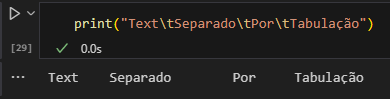 print("Text\tSeparado\tPor\tTabulação")
[29]
0.0s
Text	Separado	Por	Tabulação